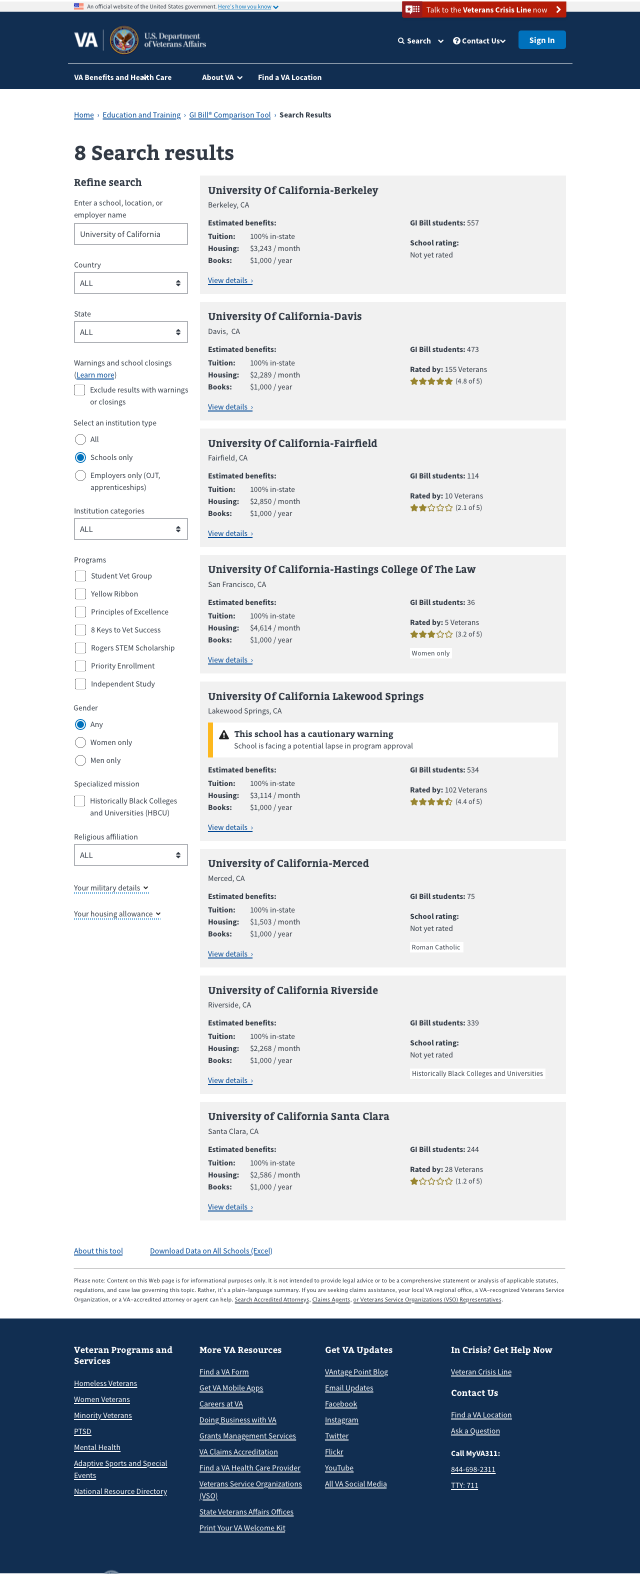 An official website of the United States government. Here's how you know
Talk to the Veterans Crisis Line now
VA
U.S. Department
of Veterans Affairs
Search
Contact Us
Sign In
VA Benefits and Health Care
About VA
Find a VA Location
Home › Education and Training › GI Bill® Comparison Tool › Search Results
8 Search results
Refine search
Enter a school, location, or
employer name
University of California
Country
ALL
State
ALL
Warnings and school closings
(Learn more)
Exclude results with warnings
or closings
Select an institution type
All
Schools only
Employers only (OJT,
apprenticeships)
Institution categories
ALL
Programs
Student Vet Group
Yellow Ribbon
Principles of Excellence
8 Keys to Vet Success
Rogers STEM Scholarship
Priority Enrollment
Independent Study
Gender
Any
Women only
Men only
Specialized mission
Historically Black Colleges
and Universities (HBCU)
Religious affiliation
ALL
Your military details
Your housing allowance
University Of California-Berkeley
Berkeley, CA
Estimated benefits:
Tuition: 100% in-state
Housing: $3,243 / month
Books: $1,000 / year
GI Bill students: 557
School rating:
Not yet rated
View details ›
University Of California-Davis
Davis, CA
Estimated benefits:
Tuition: 100% in-state
Housing: $2,289 / month
Books: $1,000 / year
GI Bill students: 473
Rated by: 155 Veterans
(4.8 of 5)
View details ›
University Of California-Fairfield
Fairfield, CA
Estimated benefits:
Tuition: 100% in-state
Housing: $2,850 / month
Books: $1,000 / year
GI Bill students: 114
Rated by: 10 Veterans
(2.1 of 5)
View details ›
University Of California-Hastings College Of The Law
San Francisco, CA
Estimated benefits:
Tuition: 100% in-state
Housing: $4,614 / month
Books: $1,000 / year
GI Bill students: 36
Rated by: 5 Veterans
(3.2 of 5)
Women only
View details ›
University Of California Lakewood Springs
Lakewood Springs, CA
This school has a cautionary warning
School is facing a potential lapse in program approval
Estimated benefits:
Tuition: 100% in-state
Housing: $3,114 / month
Books: $1,000 / year
GI Bill students: 534
Rated by: 102 Veterans
(4.4 of 5)
View details ›
University of California-Merced
Merced, CA
Estimated benefits:
Tuition: 100% in-state
Housing: $1,503 / month
Books: $1,000 / year
GI Bill students: 75
School rating:
Not yet rated
Roman Catholic
View details ›
University of California Riverside
Riverside, CA
Estimated benefits:
Tuition: 100% in-state
Housing: $2,268 / month
Books: $1,000 / year
GI Bill students: 339
School rating:
Not yet rated
Historically Black Colleges and Universities
View details ›
University of California Santa Clara
Santa Clara, CA
Estimated benefits:
Tuition: 100% in-state
Housing: $2,586 / month
Books: $1,000 / year
GI Bill students: 244
Rated by: 28 Veterans
(1.2 of 5)
View details ›
About this tool
Download Data on All Schools (Excel)
Please note: Content on this Web page is for informational purposes only. It is not intended to provide legal advice or to be a comprehensive statement or analysis of applicable statutes,
regulations, and case law governing this topic. Rather, it's a plain-language summary. If you are seeking claims assistance, your local VA regional office, a VA-recognized Veterans Service
Organization, or a VA-accredited attorney or agent can help. Search Accredited Attorneys, Claims Agents, or Veterans Service Organizations (VSO) Representatives.
Veteran Programs and
Services
Homeless Veterans
Women Veterans
Minority Veterans
PTSD
Mental Health
Adaptive Sports and Special
Events
National Resource Directory
More VA Resources
Find a VA Form
Get VA Mobile Apps
Careers at VA
Doing Business with VA
Grants Management Services
VA Claims Accreditation
Find a VA Health Care Provider
Veterans Service Organizations
(VSO)
State Veterans Affairs Offices
Print Your VA Welcome Kit
Get VA Updates
VAntage Point Blog
Email Updates
Facebook
Instagram
Twitter
Flickr
YouTube
All VA Social Media
In Crisis? Get Help Now
Veteran Crisis Line
Contact Us
Find a VA Location
Ask a Question
Call MyVA311:
844-698-2311
TTY: 711